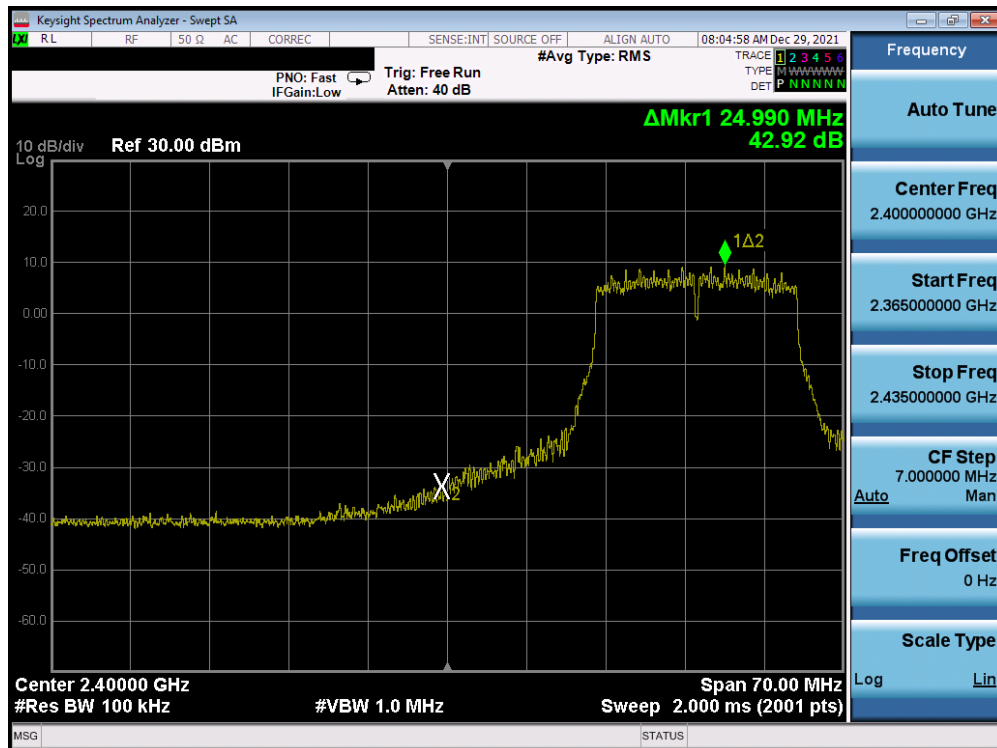 Keysight Spectrum Analyzer - Swept SA
LXI RL RF 50 Ω AC CORREC SENSE:INT SOURCE OFF ALIGN AUTO 08:04:58 AM Dec 29, 2021
#Avg Type: RMS
TRACE 1 2 3 4 5 6
PNO: Fast Trig: Free Run TYPE M WWWWW
IFGain:Low Atten: 40 dB DET P N N N N N
ΔMkr1 24.990 MHz
42.92 dB
10 dB/div Ref 30.00 dBm
Log
20.0
10.0
0.00
-10.0
-20.0
-30.0
-40.0
-50.0
-60.0
1Δ2
X2
Center 2.40000 GHz Span 70.00 MHz
#Res BW 100 kHz #VBW 1.0 MHz Sweep 2.000 ms (2001 pts)
MSG STATUS
Frequency
Auto Tune
Center Freq
2.400000000 GHz
Start Freq
2.365000000 GHz
Stop Freq
2.435000000 GHz
CF Step
7.000000 MHz
Auto Man
Freq Offset
0 Hz
Scale Type
Log Lin